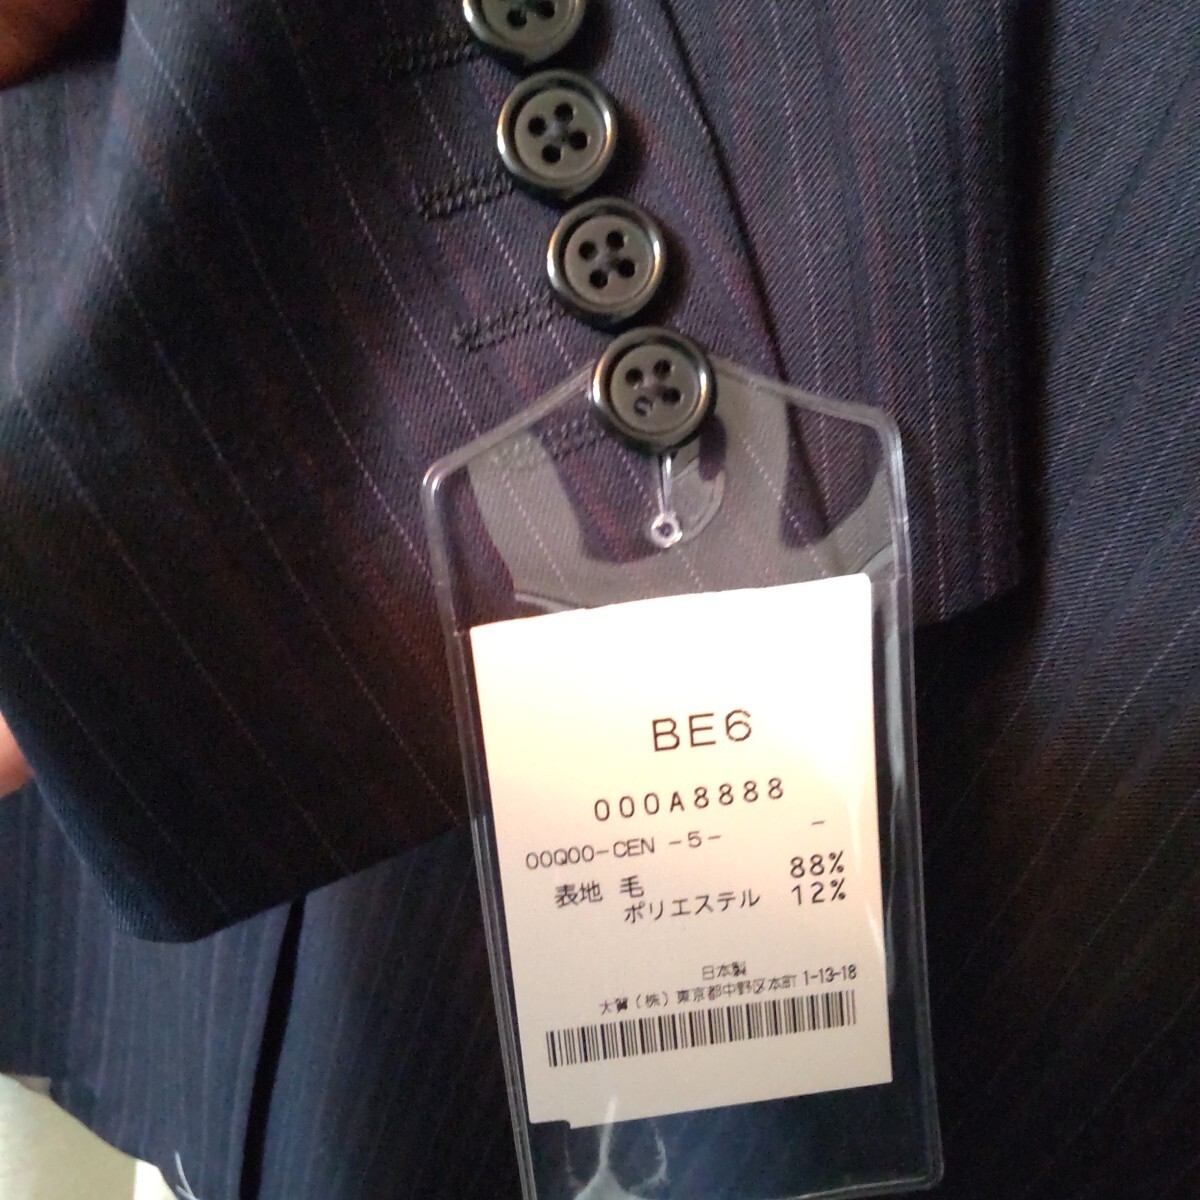 BE6
000A8888
00Q00-CEN -5- -
表地 毛 88%
ポリエステル 12%
日本製
大賀(株)東京都中野区本町1-13-18